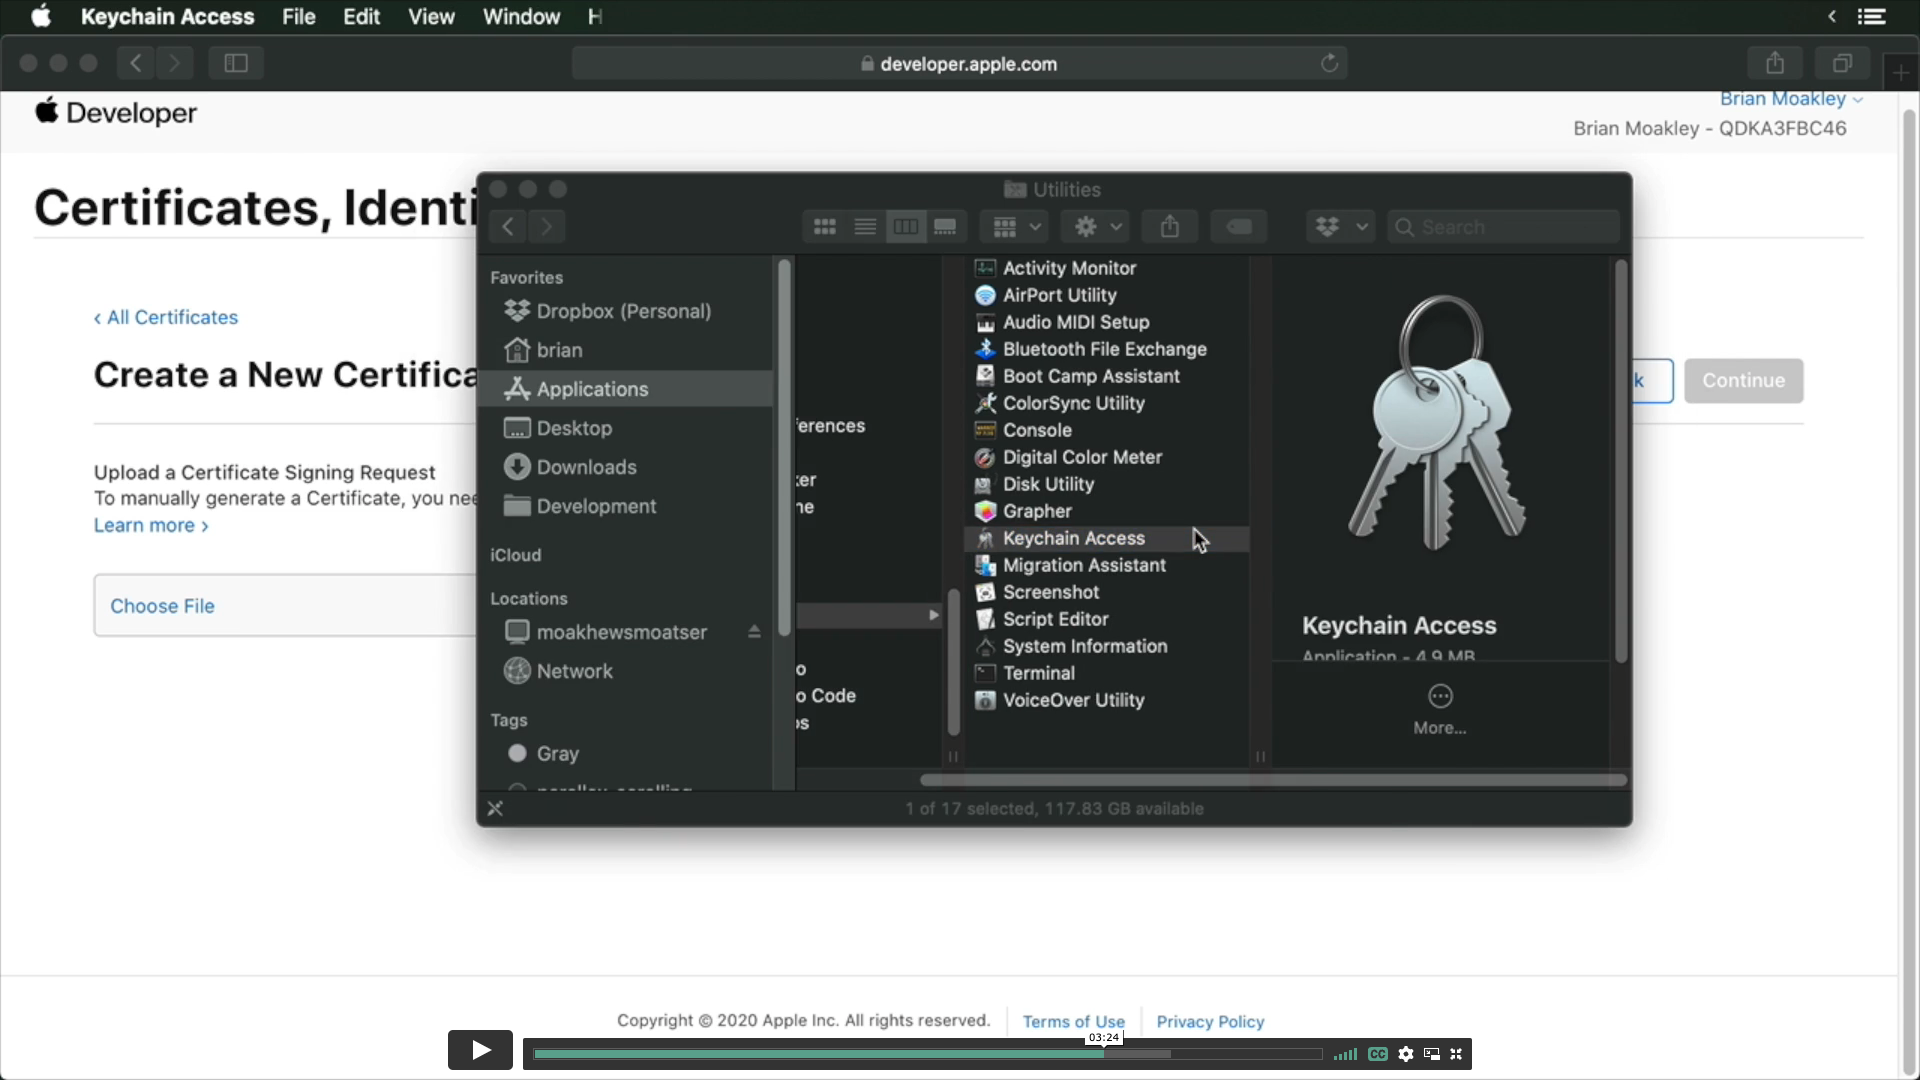 Keychain Access File Edit View Window H
developer.apple.com
Developer
Brian Moakley
Brian Moakley - QDKA3FBC46
Certificates, Identi
‹ All Certificates
Create a New Certifica
k
Continue
Upload a Certificate Signing Request
To manually generate a Certificate, you nee
Learn more ›
Choose File
Utilities
Search
Favorites
Dropbox (Personal)
brian
Applications
Desktop
Downloads
Development
iCloud
Locations
moakhewsmoatser
Network
Tags
Gray
erences
ker
ne
o
o Code
os
Activity Monitor
AirPort Utility
Audio MIDI Setup
Bluetooth File Exchange
Boot Camp Assistant
ColorSync Utility
Console
Digital Color Meter
Disk Utility
Grapher
Keychain Access
Migration Assistant
Screenshot
Script Editor
System Information
Terminal
VoiceOver Utility
Keychain Access
Application - 4.9 MB
More...
1 of 17 selected, 117.83 GB available
Copyright © 2020 Apple Inc. All rights reserved. Terms of Use Privacy Policy
03:24
CC